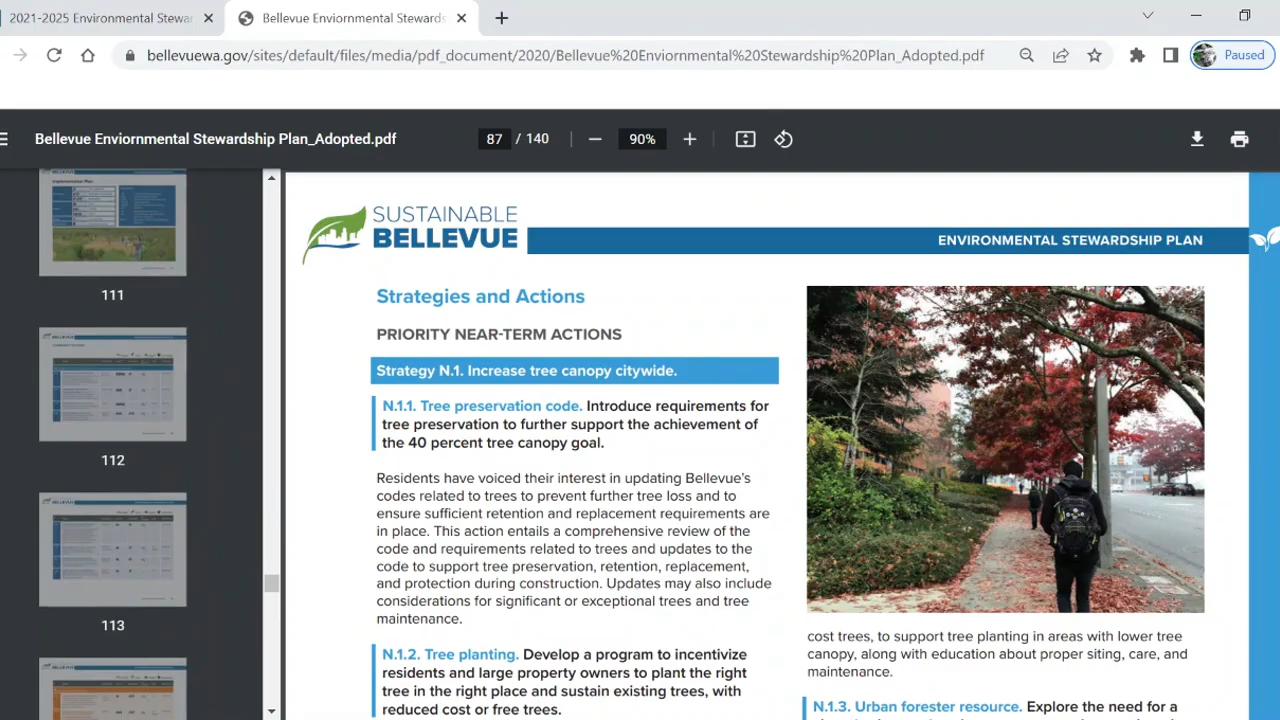 2021-2025 Environmental Stewar
Bellevue Enviornmental Stewards
bellevuewa.gov/sites/default/files/media/pdf_document/2020/Bellevue%20Enviornmental%20Stewardship%20Plan_Adopted.pdf
Paused
Bellevue Enviornmental Stewardship Plan_Adopted.pdf
87 / 140
90%
111
112
113
SUSTAINABLE
BELLEVUE
ENVIRONMENTAL STEWARDSHIP PLAN
Strategies and Actions
PRIORITY NEAR-TERM ACTIONS
Strategy N.1. Increase tree canopy citywide.
N.1.1. Tree preservation code. Introduce requirements for
tree preservation to further support the achievement of
the 40 percent tree canopy goal.
Residents have voiced their interest in updating Bellevue's
codes related to trees to prevent further tree loss and to
ensure sufficient retention and replacement requirements are
in place. This action entails a comprehensive review of the
code and requirements related to trees and updates to the
code to support tree preservation, retention, replacement,
and protection during construction. Updates may also include
considerations for significant or exceptional trees and tree
maintenance.
N.1.2. Tree planting. Develop a program to incentivize
residents and large property owners to plant the right
tree in the right place and sustain existing trees, with
reduced cost or free trees.
cost trees, to support tree planting in areas with lower tree
canopy, along with education about proper siting, care, and
maintenance.
N.1.3. Urban forester resource. Explore the need for a